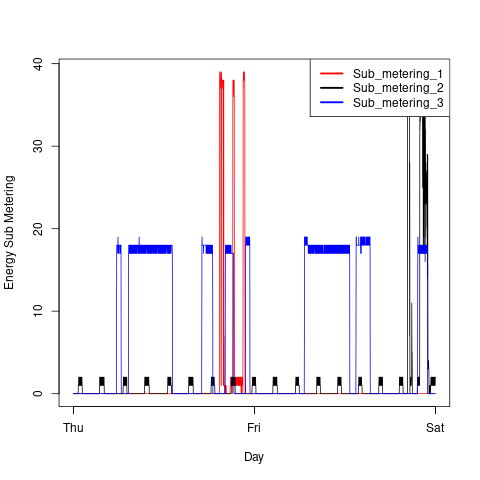 40
30
20
10
0
Energy Sub Metering
Sub_metering_1
Sub_metering_2
Sub_metering_3
Thu Fri Sat
Day